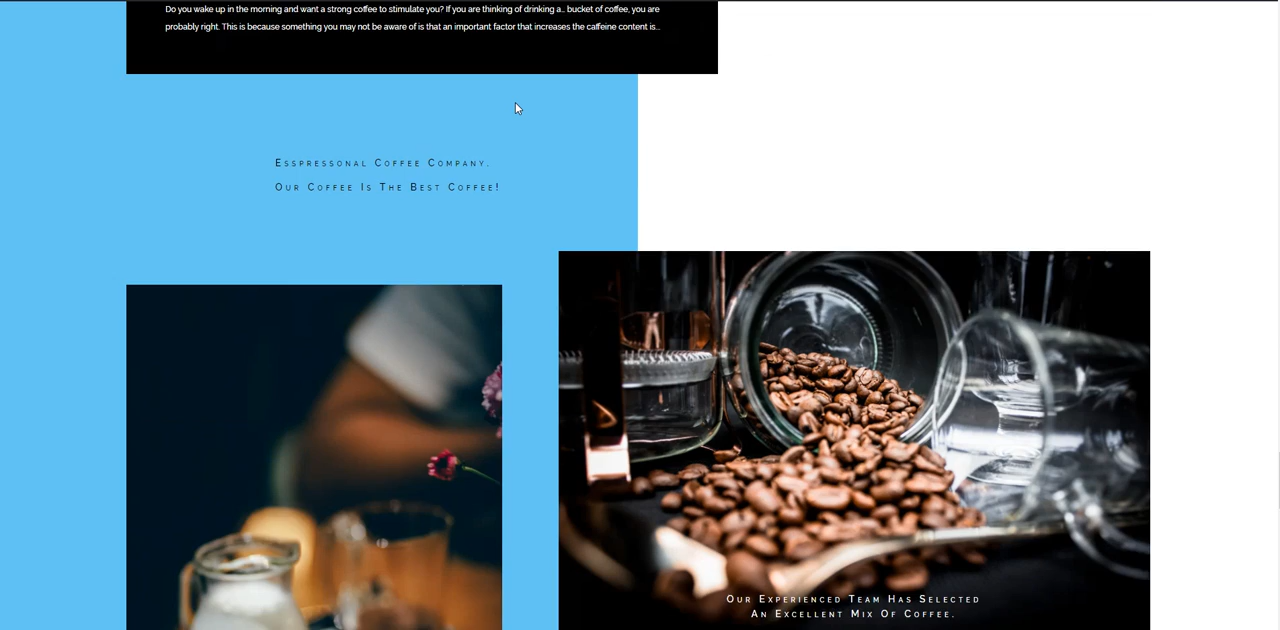 Do you wake up in the morning and want a strong coffee to stimulate you? If you are thinking of drinking a... bucket of coffee, you are
probably right. This is because something you may not be aware of is that an important factor that increases the caffeine content is...
Esspressonal Coffee Company.
Our Coffee Is The Best Coffee!
Our Experienced Team Has Selected
An Excellent Mix Of Coffee.